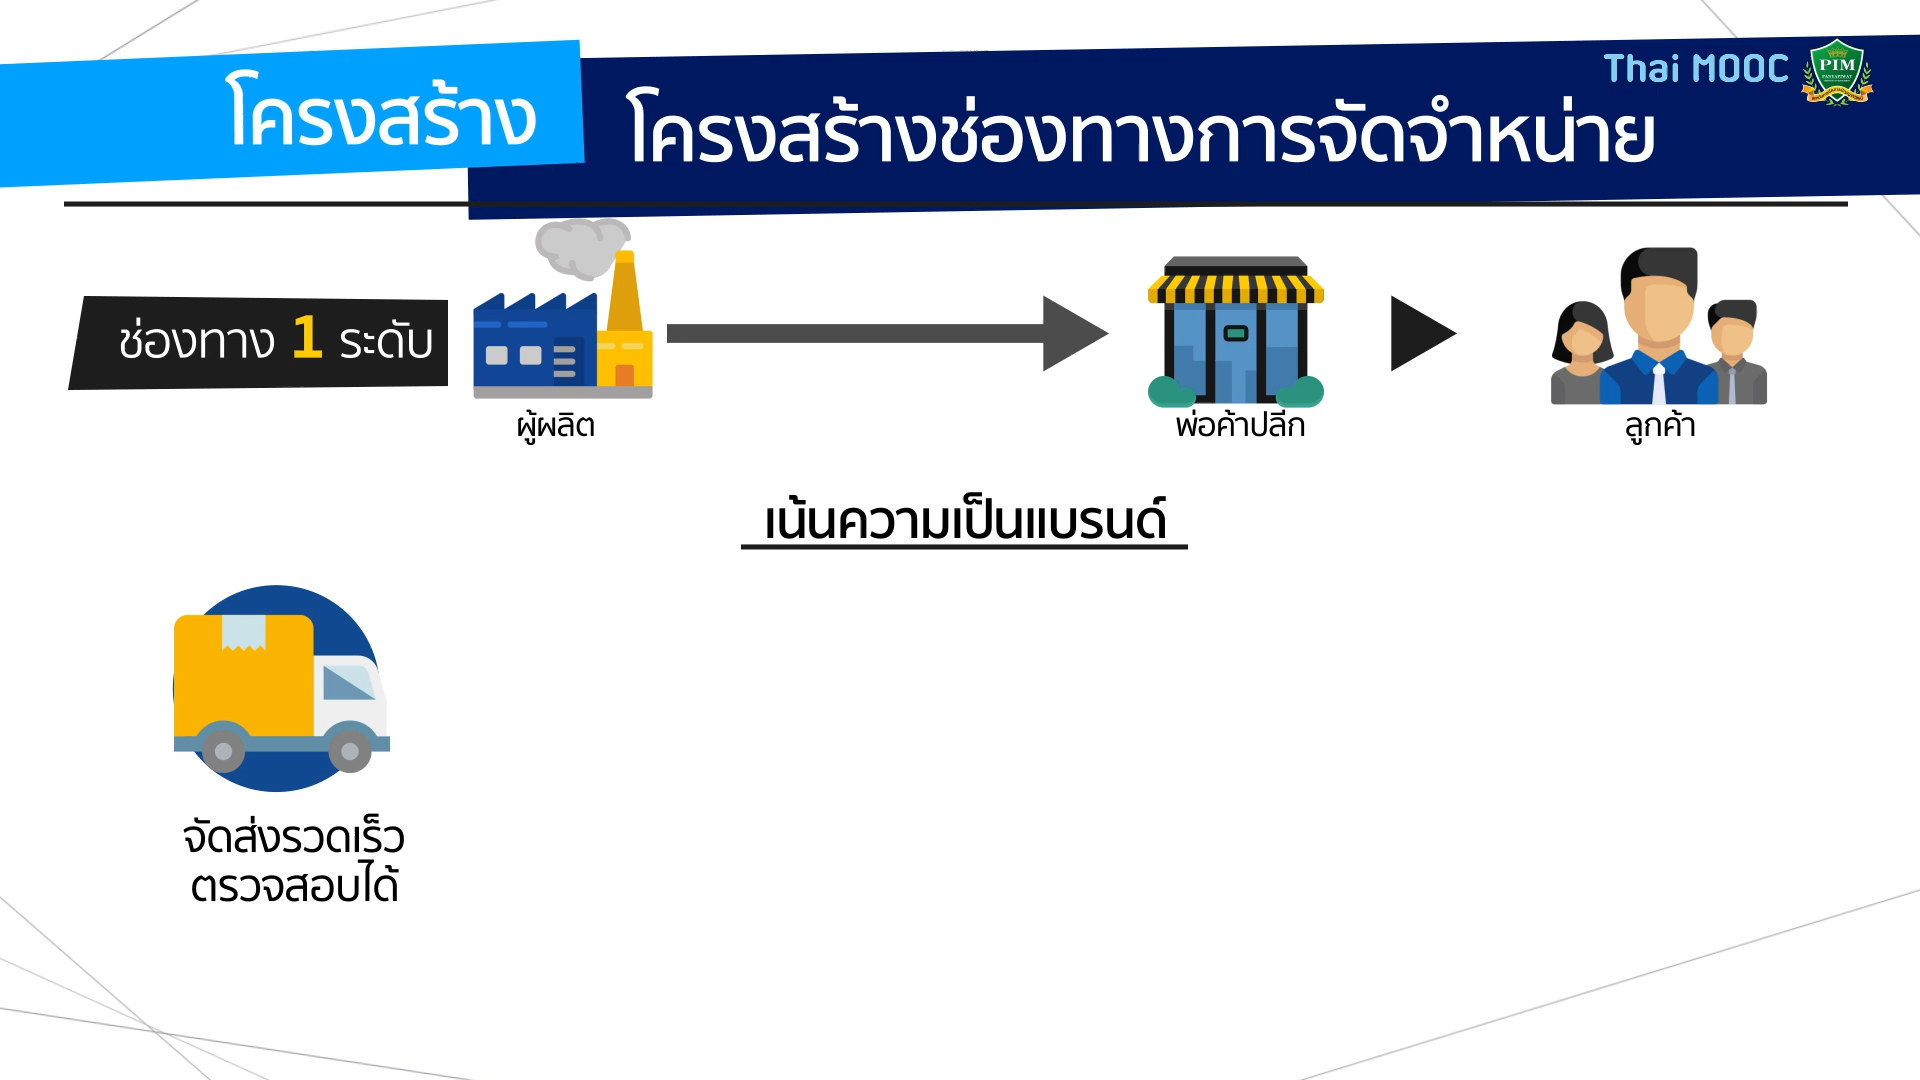 โครงสร้าง
โครงสร้างช่องทางการจัดจำหน่าย
Thai MOOC
PIM
ช่องทาง 1 ระดับ
ผู้ผลิต
พ่อค้าปลีก
ลูกค้า
เน้นความเป็นแบรนด์
จัดส่งรวดเร็ว
ตรวจสอบได้